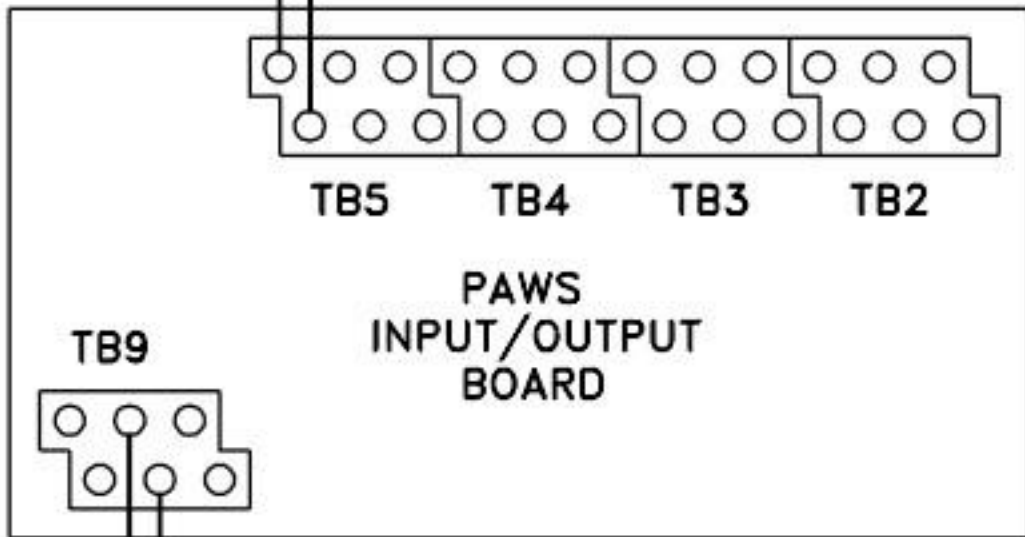 TB5 TB4 TB3 TB2
PAWS
INPUT/OUTPUT
BOARD
TB9